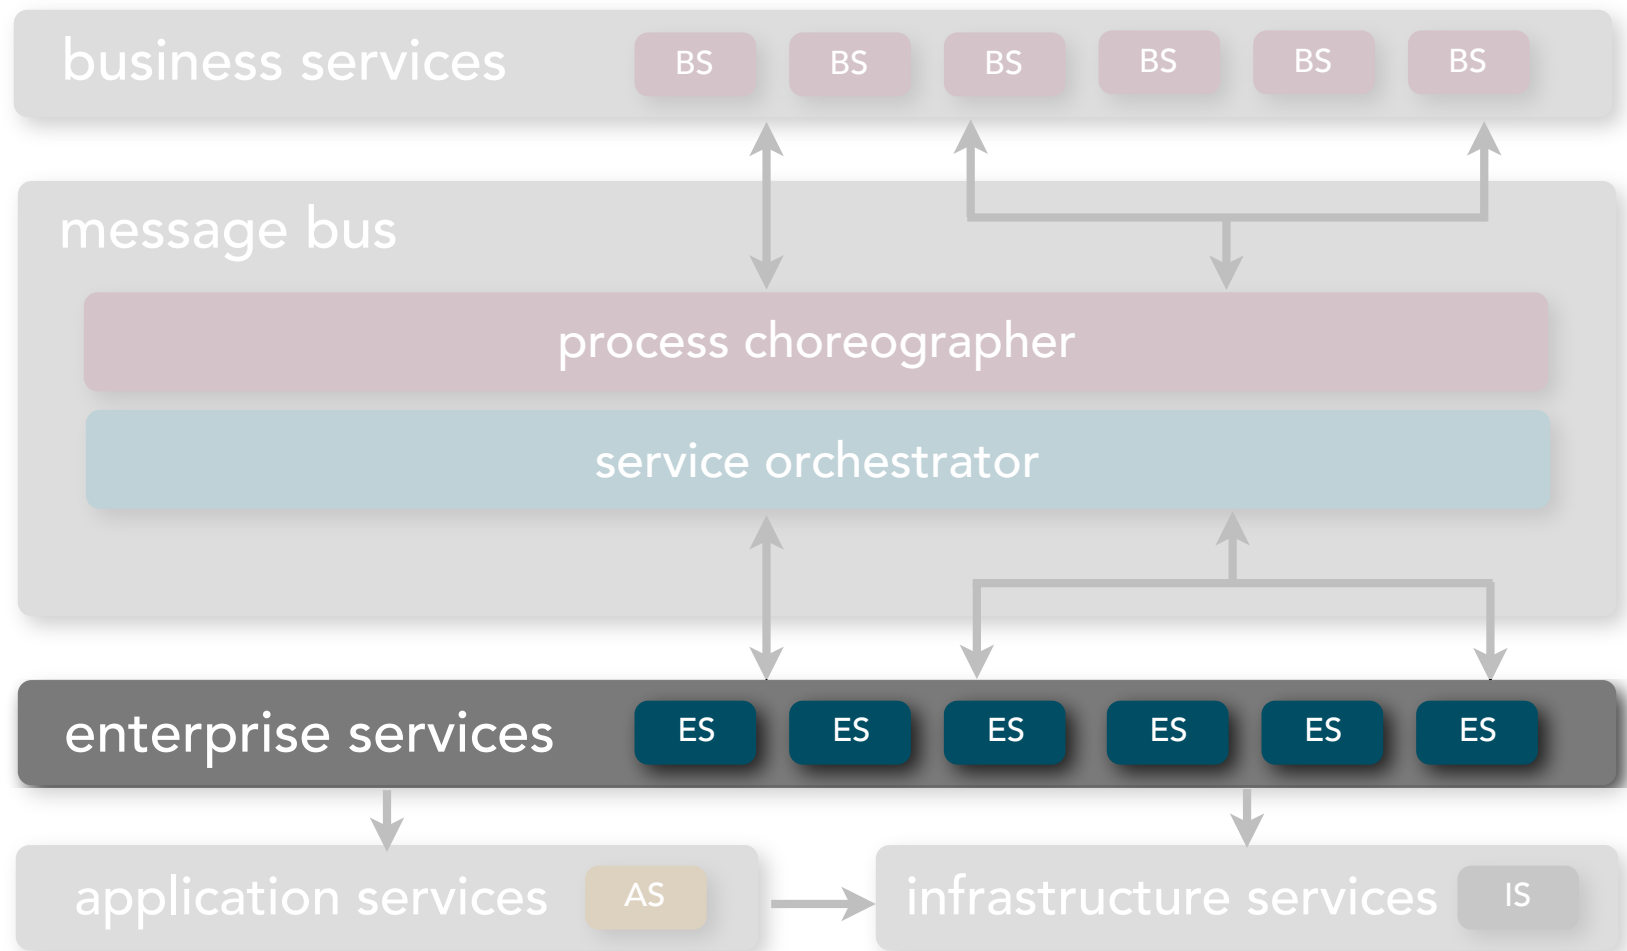 business services BS BS BS BS BS BS
message bus
process choreographer
service orchestrator
enterprise services ES ES ES ES ES ES
application services AS infrastructure services IS